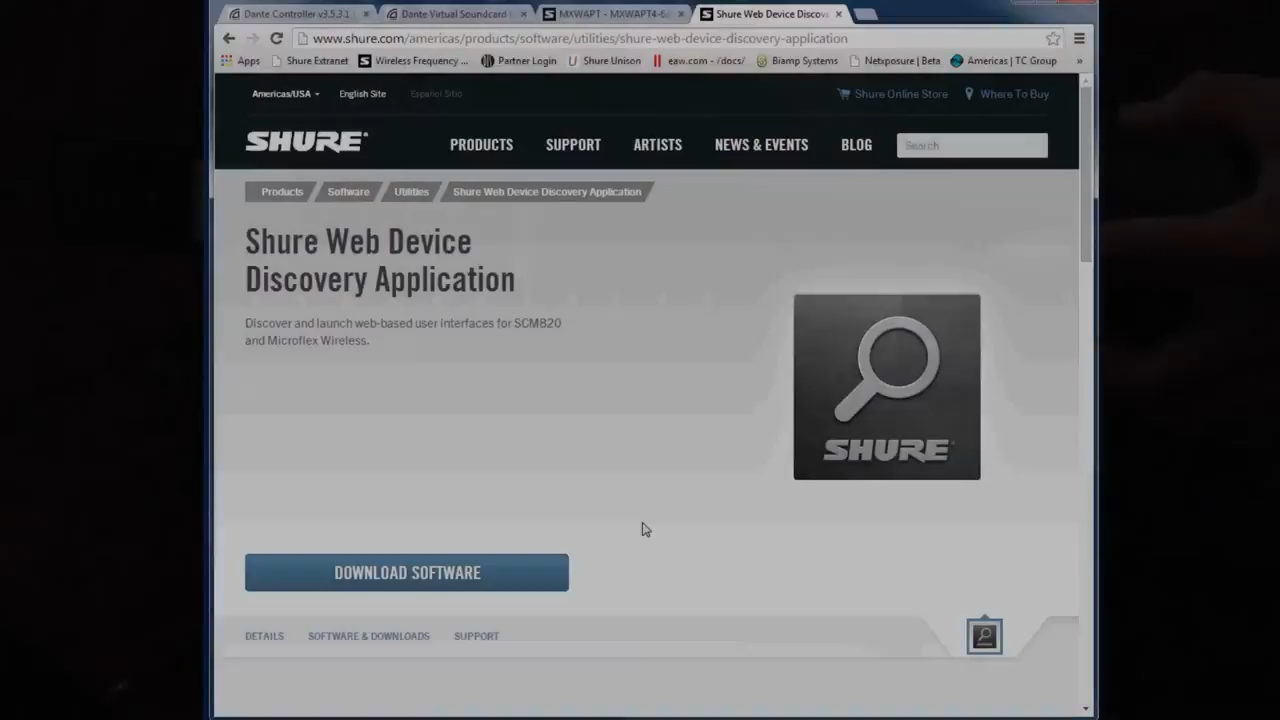 Dante Controller v3.5.3.1
Dante Virtual Soundcard
MXWAPT - MXWAPT4-6
Shure Web Device Discov
www.shure.com/americas/products/software/utilities/shure-web-device-discovery-application
Apps Shure Extranet Wireless Frequency ... Partner Login Shure Unison eaw.com - /docs/ Biamp Systems Netxposure | Beta Americas | TC Group »
Americas/USA English Site Español Sitio Shure Online Store Where To Buy
SHURE PRODUCTS SUPPORT ARTISTS NEWS & EVENTS BLOG Search
Products Software Utilities Shure Web Device Discovery Application
Shure Web Device
Discovery Application
Discover and launch web-based user interfaces for SCM820
and Microflex Wireless.
SHURE
DOWNLOAD SOFTWARE
DETAILS SOFTWARE & DOWNLOADS SUPPORT